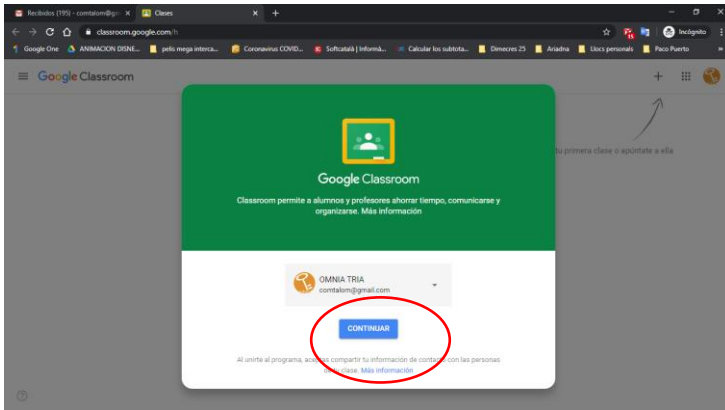 Recibidos (195) - comtalom@g
Clases
classroom.google.com/h
Incógnito
Google One
ANIMACION DISNE...
pelis mega interca...
Coronavirus COVID...
Softcatalà | Informà...
Calcular los subtota...
Dimecres 25
Ariadna
Llocs personals
Paco Puerto
Google Classroom
tu primera clase o apúntate a ella
Google Classroom
Classroom permite a alumnos y profesores ahorrar tiempo, comunicarse y
organizarse. Más información
OMNIA TRIA
comtalom@gmail.com
CONTINUAR
Al unirte al programa, aceptas compartir tu información de contacto con las personas
de tu clase. Más información